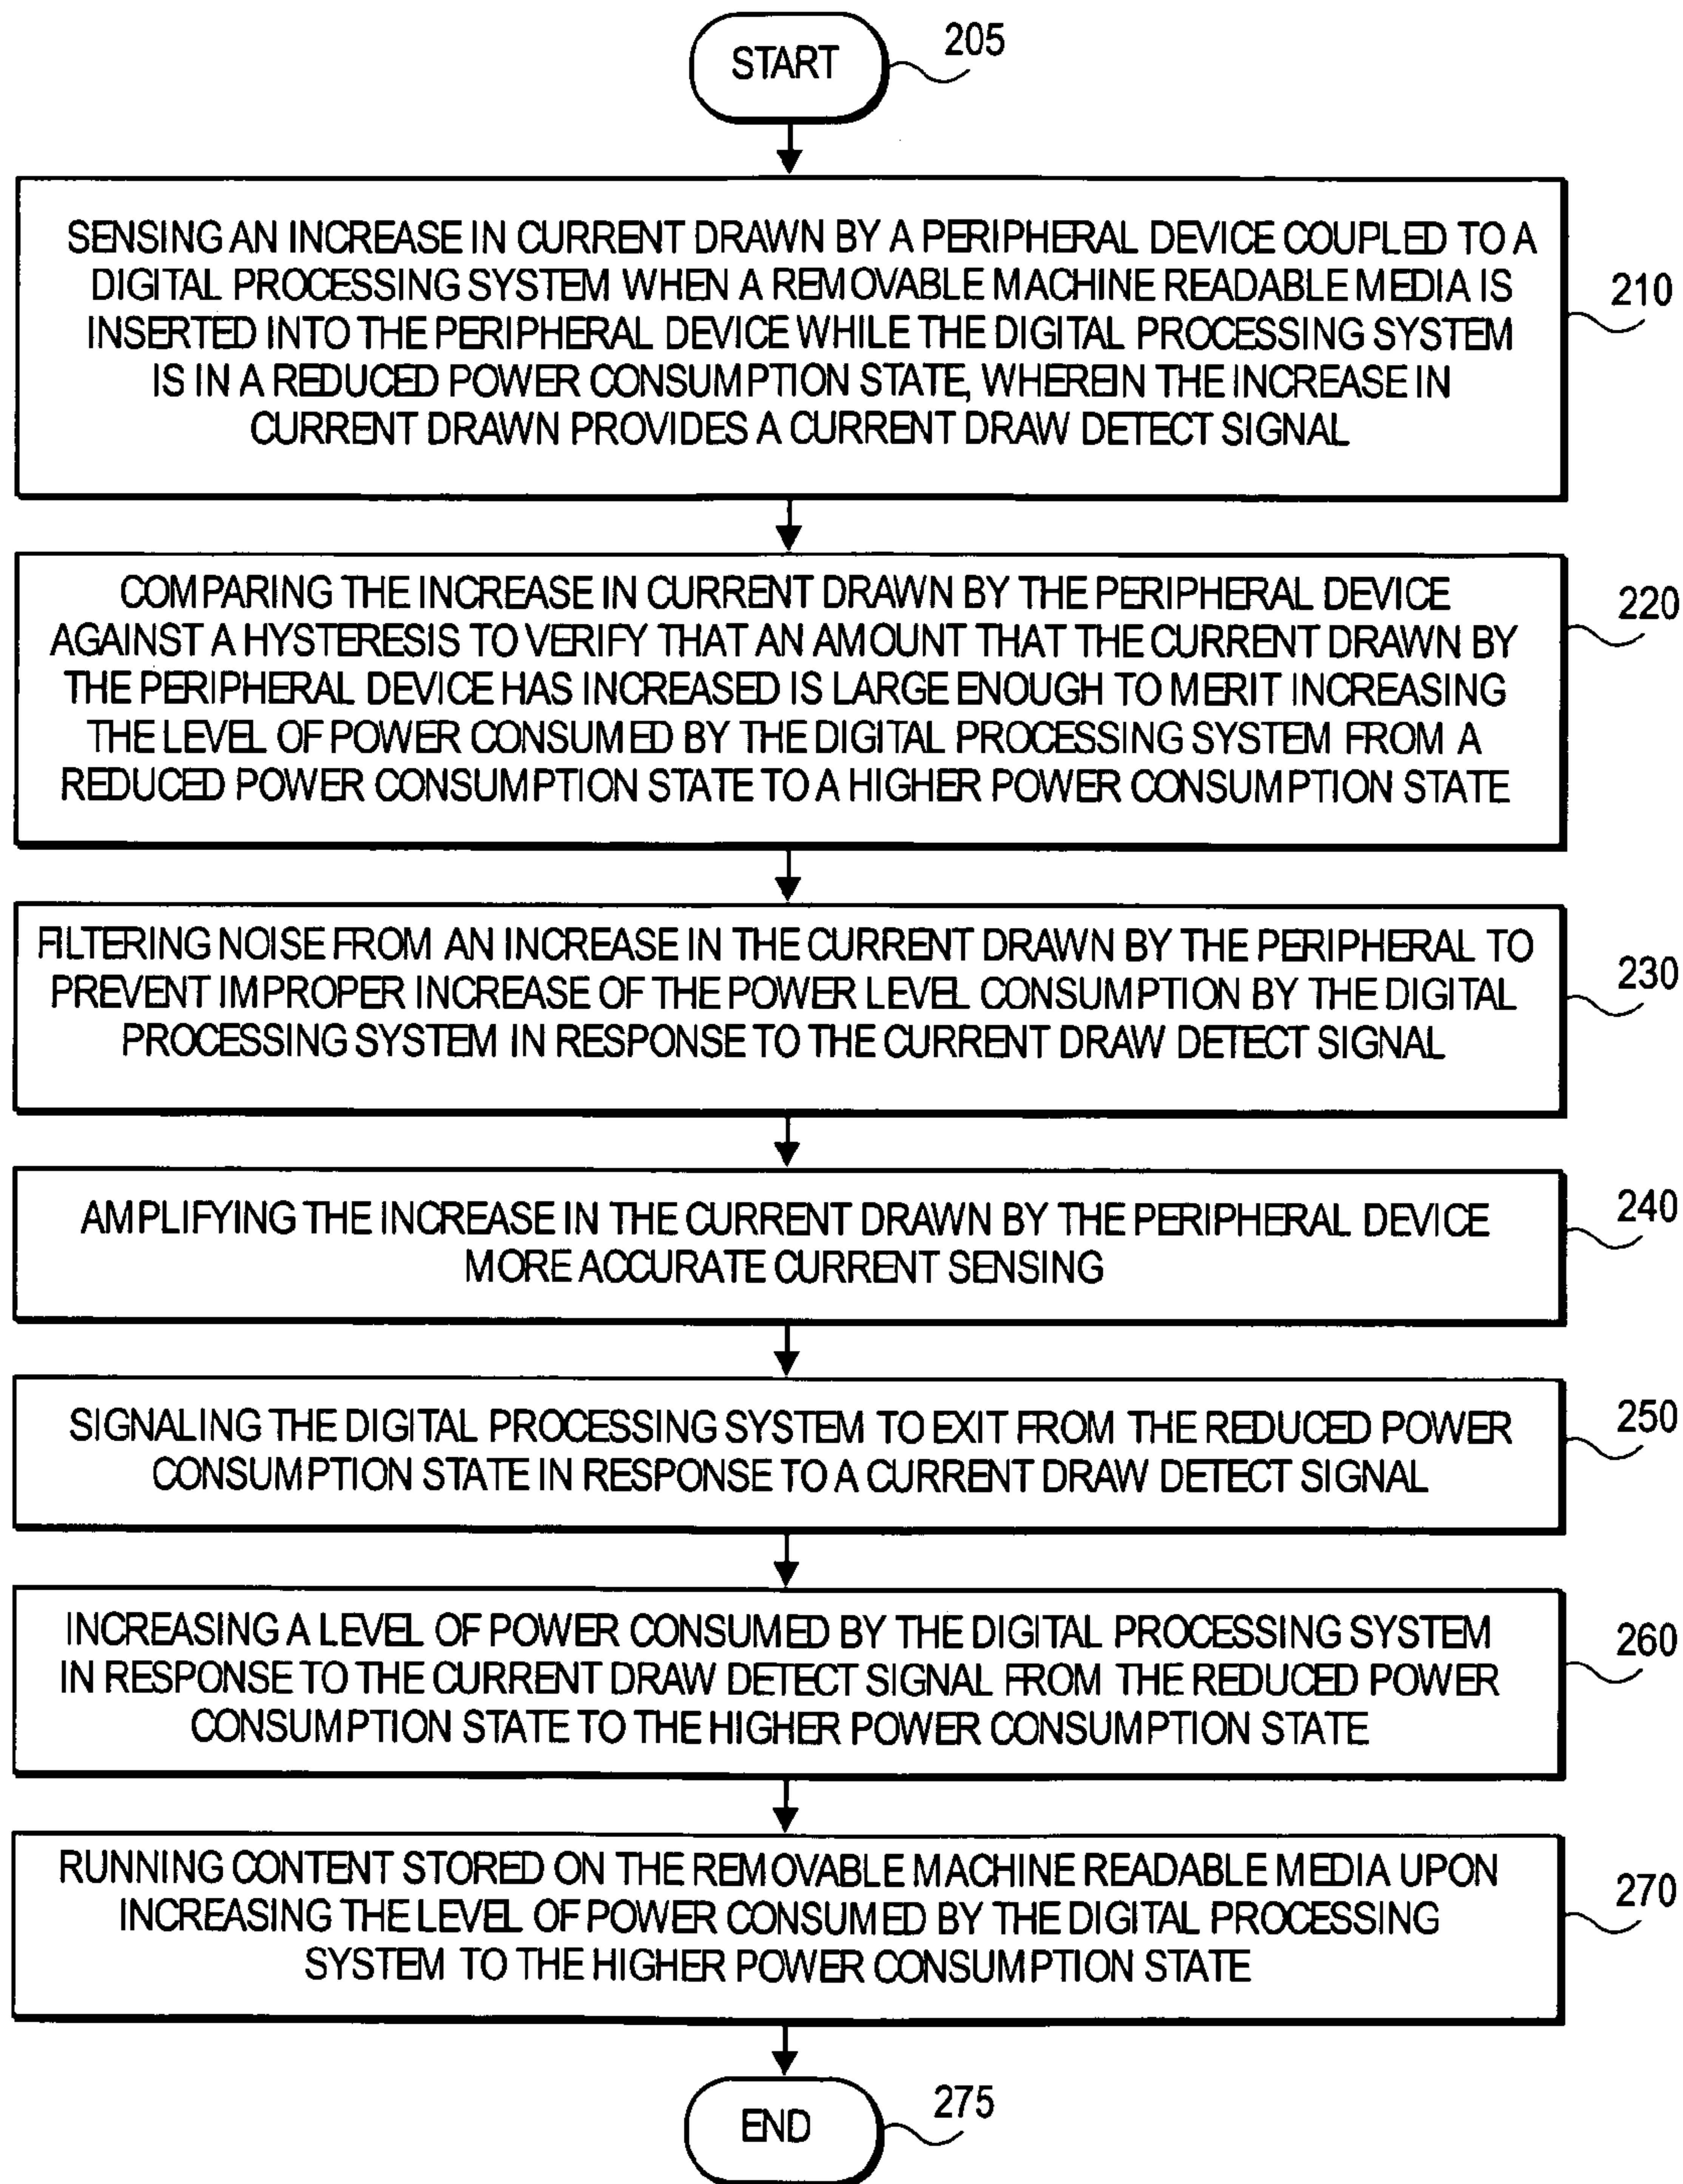 START
205
SENSING AN INCREASE IN CURRENT DRAWN BY A PERIPHERAL DEVICE COUPLED TO A
DIGITAL PROCESSING SYSTEM WHEN A REMOVABLE MACHINE READABLE MEDIA IS
INSERTED INTO THE PERIPHERAL DEVICE WHILE THE DIGITAL PROCESSING SYSTEM
IS IN A REDUCED POWER CONSUMPTION STATE, WHEREIN THE INCREASE IN
CURRENT DRAWN PROVIDES A CURRENT DRAW DETECT SIGNAL
210
COMPARING THE INCREASE IN CURRENT DRAWN BY THE PERIPHERAL DEVICE
AGAINST A HYSTERESIS TO VERIFY THAT AN AMOUNT THAT THE CURRENT DRAWN BY
THE PERIPHERAL DEVICE HAS INCREASED IS LARGE ENOUGH TO MERIT INCREASING
THE LEVEL OF POWER CONSUMED BY THE DIGITAL PROCESSING SYSTEM FROM A
REDUCED POWER CONSUMPTION STATE TO A HIGHER POWER CONSUMPTION STATE
220
FILTERING NOISE FROM AN INCREASE IN THE CURRENT DRAWN BY THE PERIPHERAL TO
PREVENT IMPROPER INCREASE OF THE POWER LEVEL CONSUMPTION BY THE DIGITAL
PROCESSING SYSTEM IN RESPONSE TO THE CURRENT DRAW DETECT SIGNAL
230
AMPLIFYING THE INCREASE IN THE CURRENT DRAWN BY THE PERIPHERAL DEVICE
MORE ACCURATE CURRENT SENSING
240
SIGNALING THE DIGITAL PROCESSING SYSTEM TO EXIT FROM THE REDUCED POWER
CONSUMPTION STATE IN RESPONSE TO A CURRENT DRAW DETECT SIGNAL
250
INCREASING A LEVEL OF POWER CONSUMED BY THE DIGITAL PROCESSING SYSTEM
IN RESPONSE TO THE CURRENT DRAW DETECT SIGNAL FROM THE REDUCED POWER
CONSUMPTION STATE TO THE HIGHER POWER CONSUMPTION STATE
260
RUNNING CONTENT STORED ON THE REMOVABLE MACHINE READABLE MEDIA UPON
INCREASING THE LEVEL OF POWER CONSUMED BY THE DIGITAL PROCESSING
SYSTEM TO THE HIGHER POWER CONSUMPTION STATE
270
END
275